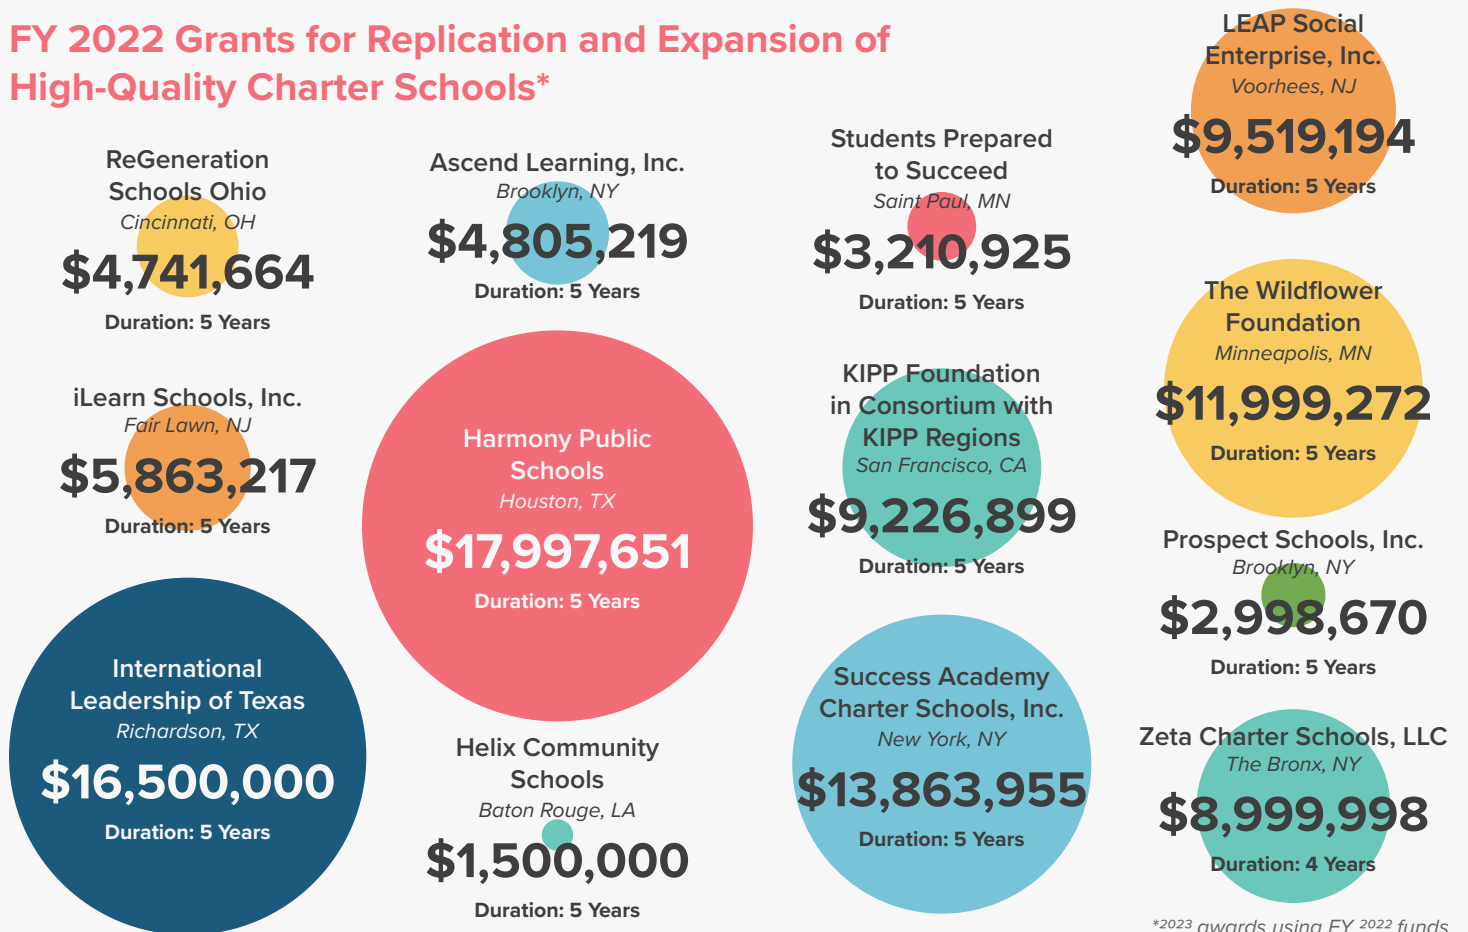 FY 2022 Grants for Replication and Expansion of
High-Quality Charter Schools*
ReGeneration
Schools Ohio
Cincinnati, OH
$4,741,664
Duration: 5 Years
iLearn Schools, Inc.
Fair Lawn, NJ
$5,863,217
Duration: 5 Years
International
Leadership of Texas
Richardson, TX
$16,500,000
Duration: 5 Years
Ascend Learning, Inc.
Brooklyn, NY
$4,805,219
Duration: 5 Years
Harmony Public
Schools
Houston, TX
$17,997,651
Duration: 5 Years
Helix Community
Schools
Baton Rouge, LA
$1,500,000
Duration: 5 Years
Students Prepared
to Succeed
Saint Paul, MN
$3,210,925
Duration: 5 Years
KIPP Foundation
in Consortium with
KIPP Regions
San Francisco, CA
$9,226,899
Duration: 5 Years
Success Academy
Charter Schools, Inc.
New York, NY
$13,863,955
Duration: 5 Years
LEAP Social
Enterprise, Inc.
Voorhees, NJ
$9,519,194
Duration: 5 Years
The Wildflower
Foundation
Minneapolis, MN
$11,999,272
Duration: 5 Years
Prospect Schools, Inc.
Brooklyn, NY
$2,998,670
Duration: 5 Years
Zeta Charter Schools, LLC
The Bronx, NY
$8,999,998
Duration: 4 Years
*2023 awards using FY 2022 funds